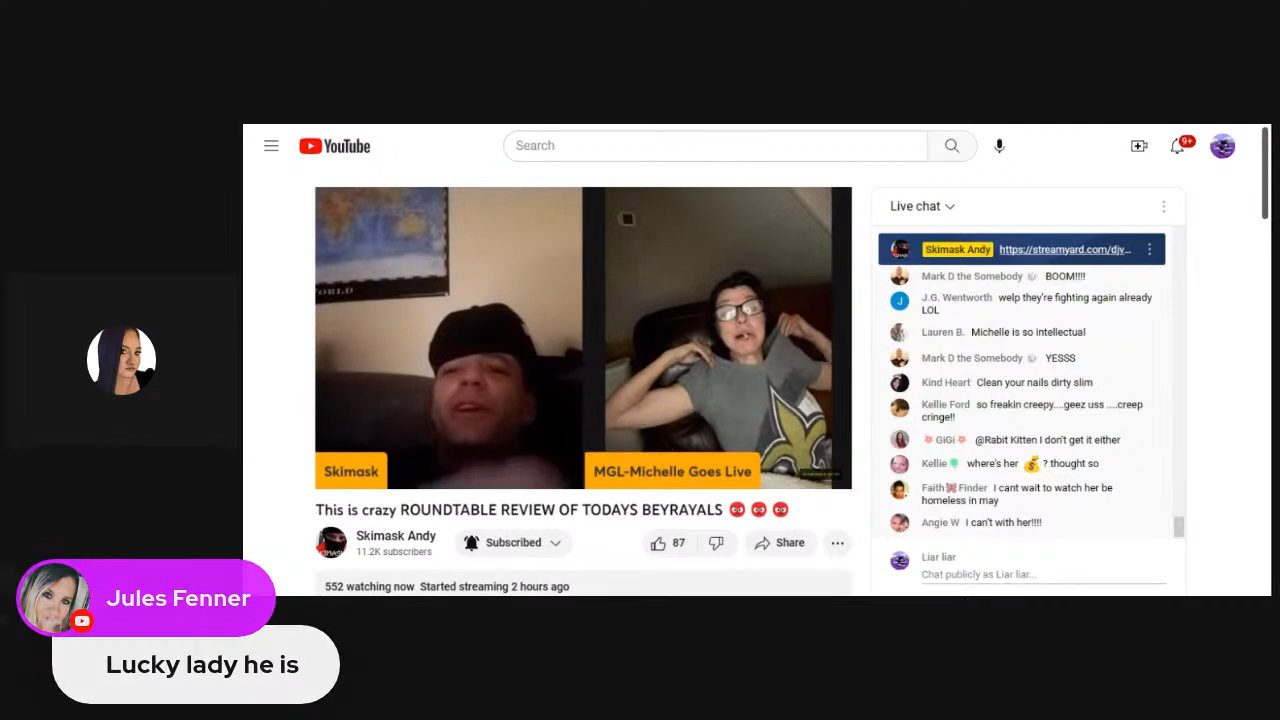 YouTube
Search
9+
ORLD
Skimask
MGL-Michelle Goes Live
This is crazy ROUNDTABLE REVIEW OF TODAYS BEYRAYALS
Skimask Andy
11.2K subscribers
Subscribed
87
Share
552 watching now Started streaming 2 hours ago
Live chat
Skimask Andy https://streamyard.com/djv...
Mark D the Somebody BOOM!!!!
J
J.G. Wentworth welp they're fighting again already
LOL
Lauren B. Michelle is so intellectual
Mark D the Somebody YESSS
Kind Heart Clean your nails dirty slim
Kellie Ford so freakin creepy....geez uss ....creep
cringe!!
GiGi @Rabit Kitten I don't get it either
Kellie where's her 💰 ? thought so
Faith Finder I cant wait to watch her be
homeless in may
Angie W I can't with her!!!!
Liar liar
Chat publicly as Liar liar...
Jules Fenner
Lucky lady he is